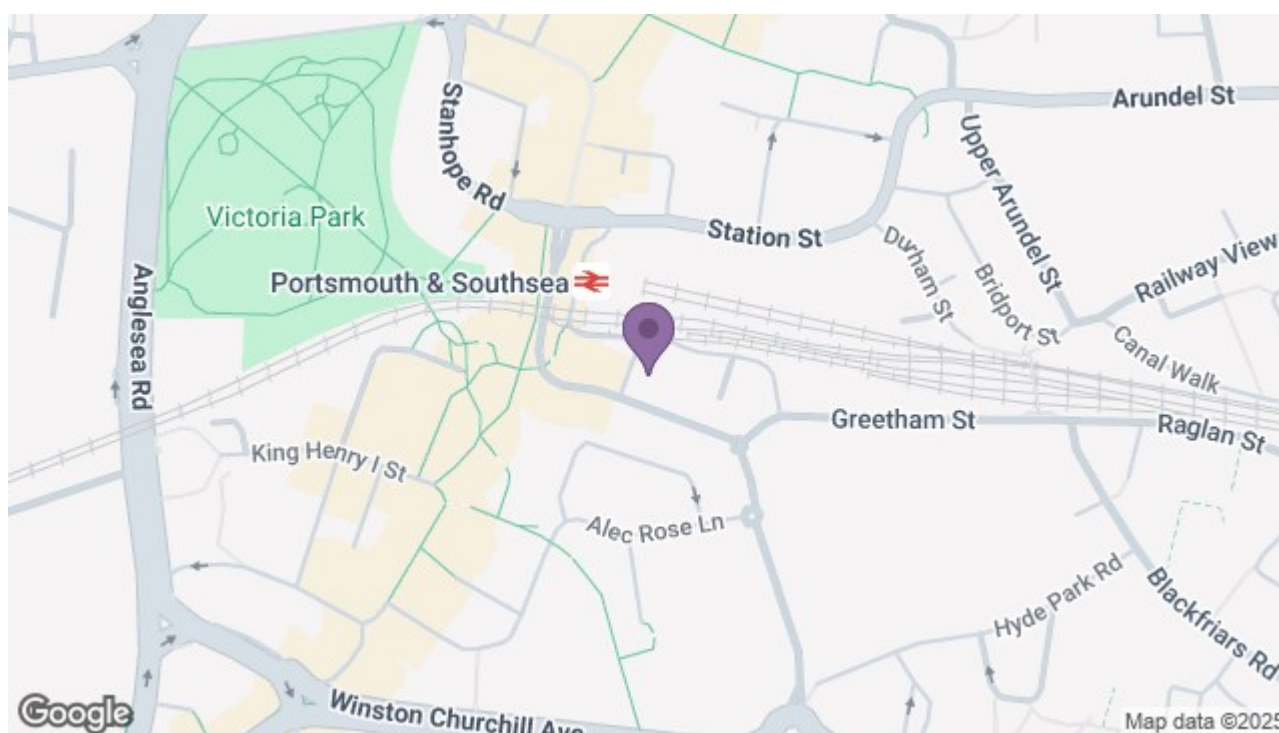 Arundel St
Stanhope Rd
Upper Arundel St
Victoria Park
Station St
Durham St
Railway View
Bridport St
Portsmouth & Southsea
Anglesea Rd
Canal Walk
Greetham St
Raglan St
King Henry I St
Alec Rose Ln
Hyde Park Rd
Blackfriars Rd
Winston Churchill Ave
Google
Map data ©2025